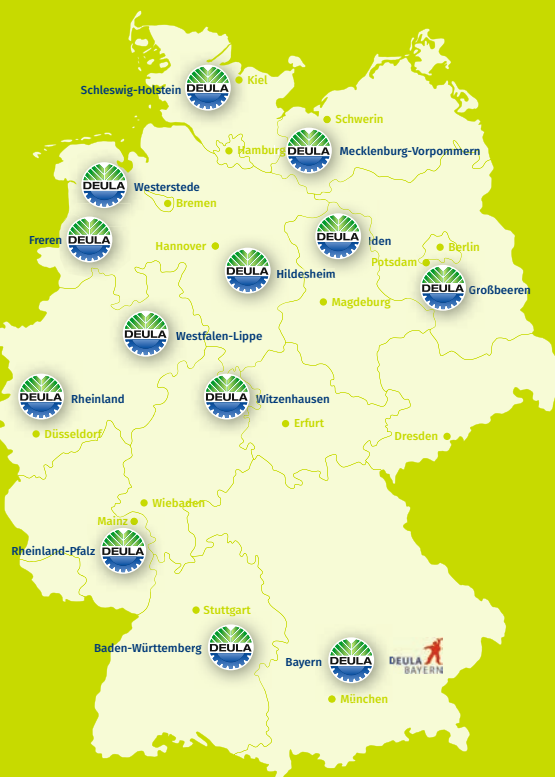 Kiel
DEULA
Schleswig-Holstein
Schwerin
Hamburg
DEULA
Mecklenburg-Vorpommern
DEULA
Westerstede
Bremen
Freren
DEULA
DEULA
Iden
Hannover
Berlin
Potsdam
DEULA
Hildesheim
DEULA
Großbeeren
Magdeburg
DEULA
Westfalen-Lippe
DEULA
Rheinland
DEULA
Witzenhausen
Erfurt
Düsseldorf
Dresden
Wiebaden
Mainz
Rheinland-Pfalz
DEULA
Stuttgart
Baden-Württemberg
DEULA
Bayern
DEULA
DEULA
BAYERN
München